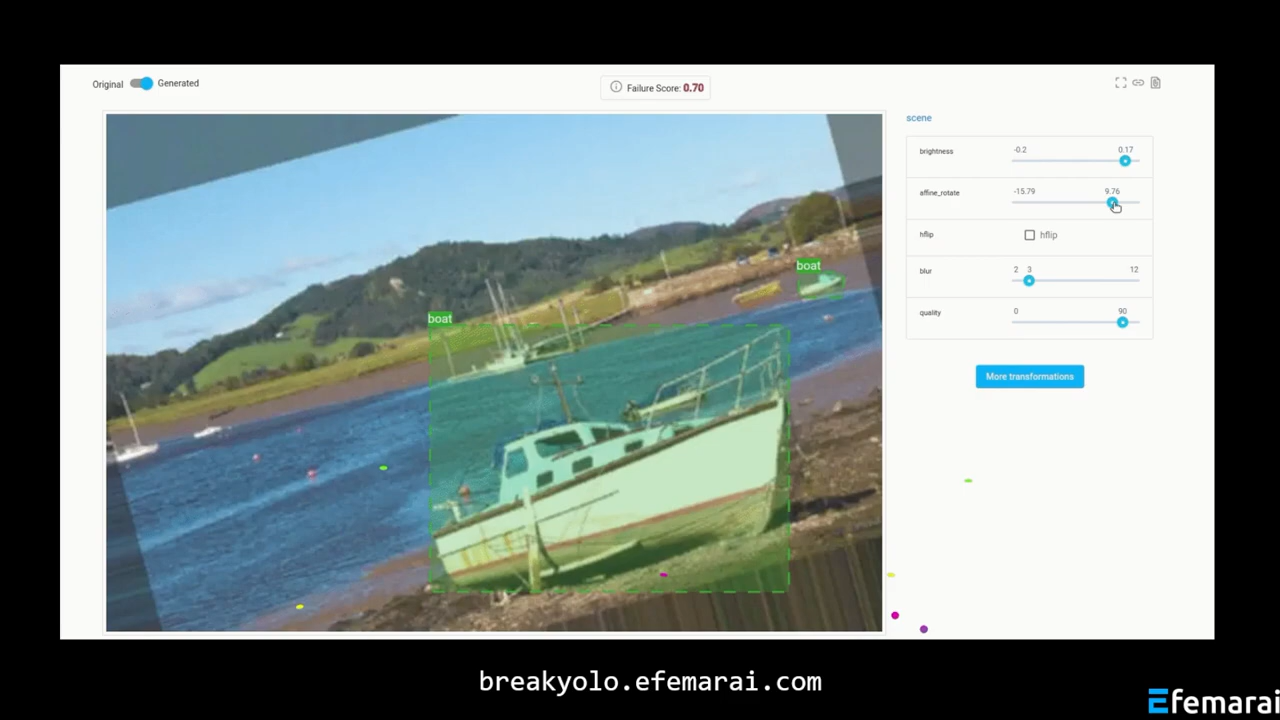 Original Generated
Failure Score: 0.70
scene
brightness -0.2 0.17
affine_rotate -15.79 9.76
hflip hflip
blur 2 3 12
quality 0 90
More transformations
boat
boat
breakyolo.efemarai.com
Efemarai